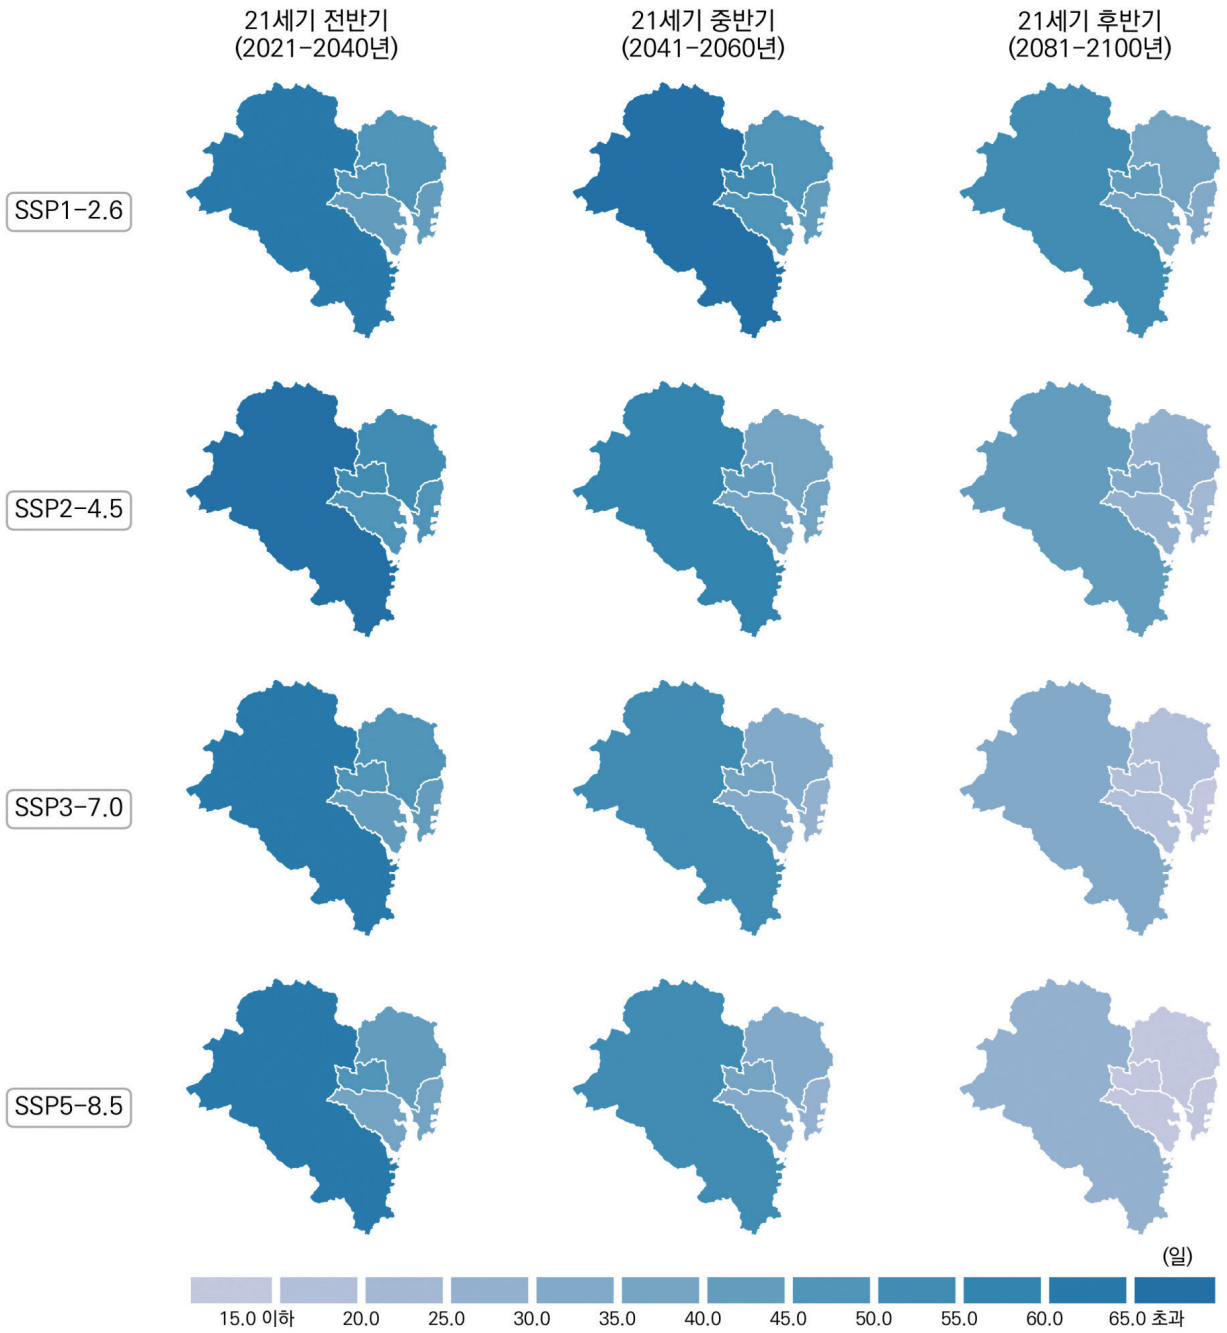 21세기 전반기
(2021-2040년)
21세기 중반기
(2041-2060년)
21세기 후반기
(2081-2100년)
SSP1-2.6
SSP2-4.5
SSP3-7.0
SSP5-8.5
(일)
15.0 이하 20.0 25.0 30.0 35.0 40.0 45.0 50.0 55.0 60.0 65.0 초과